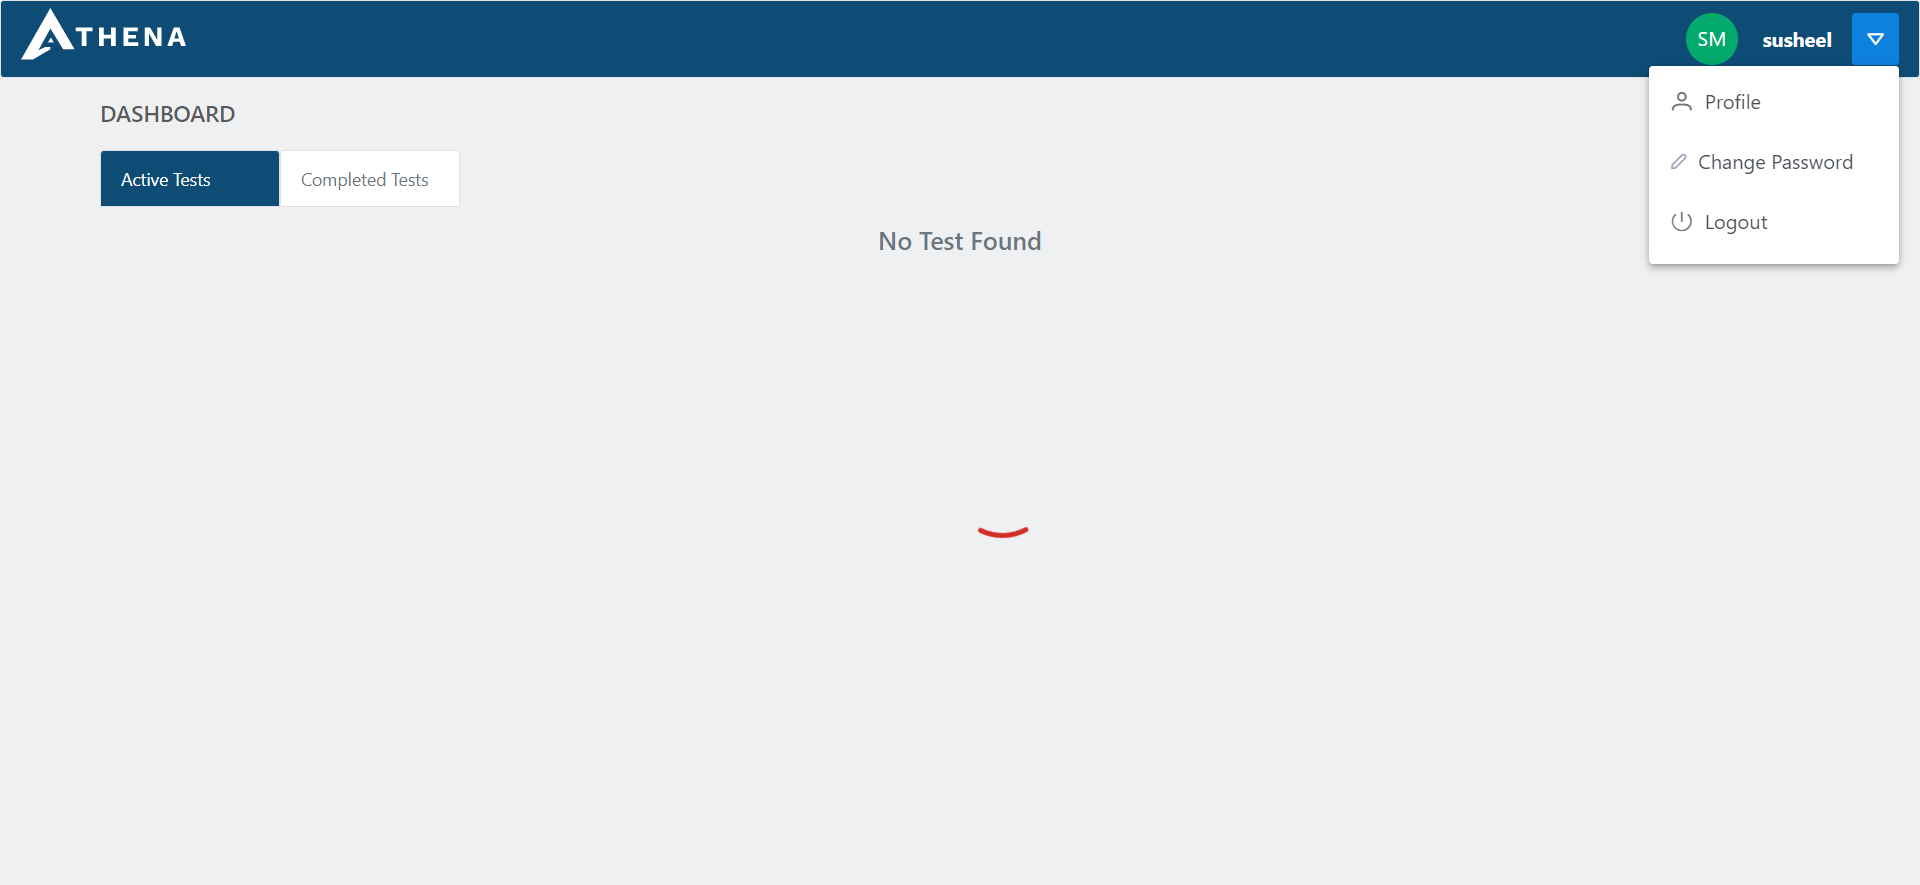 ATHENA
SM
susheel
Profile
Change Password
Logout
DASHBOARD
Active Tests
Completed Tests
No Test Found